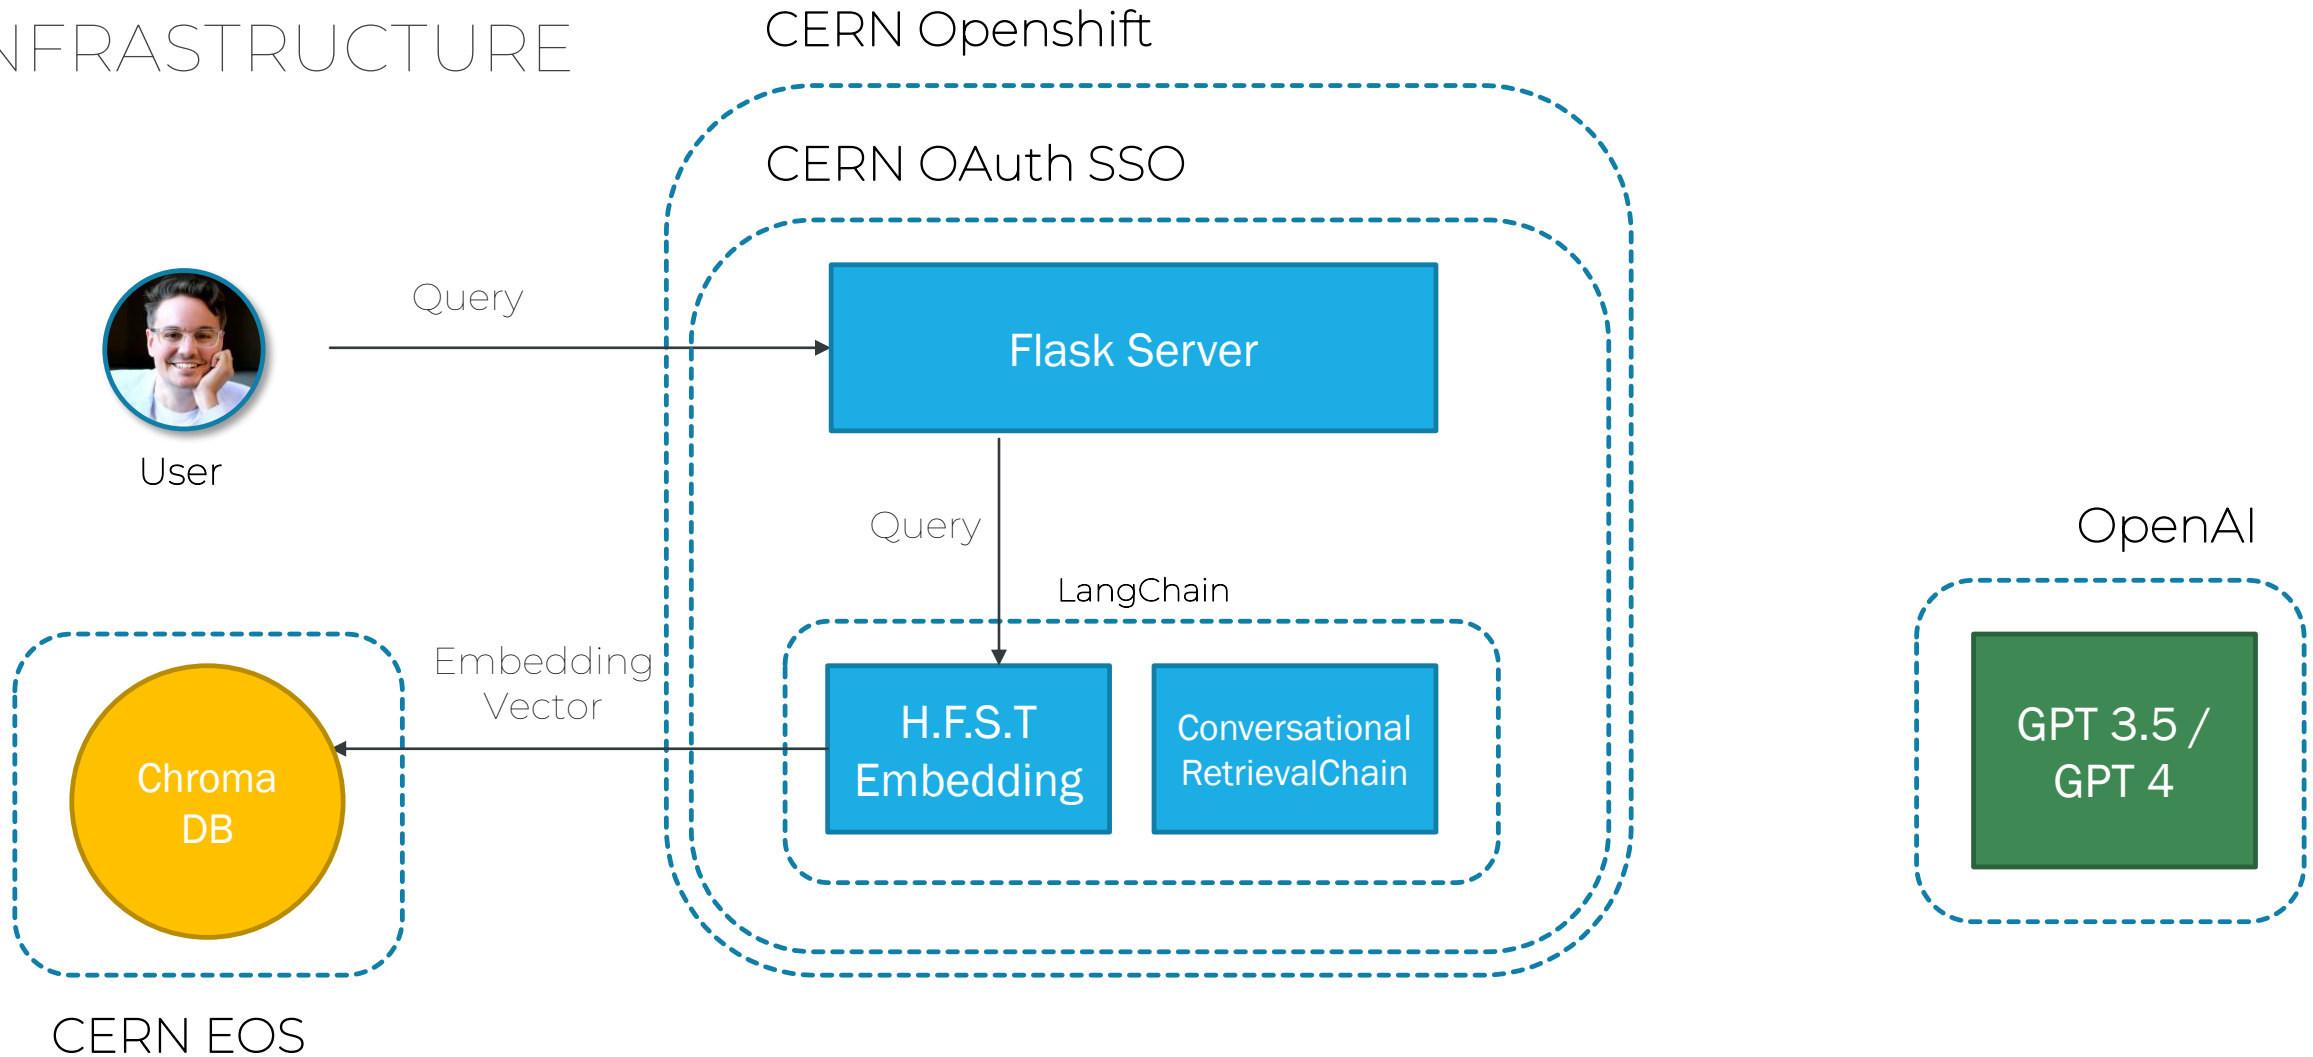 NFRASTRUCTURE
CERN Openshift
CERN OAuth SSO
Query
Flask Server
User
Query
LangChain
OpenAI
Embedding
Vector
H.F.S.T
Embedding
Conversational
RetrievalChain
GPT 3.5 /
GPT 4
Chroma
DB
CERN EOS